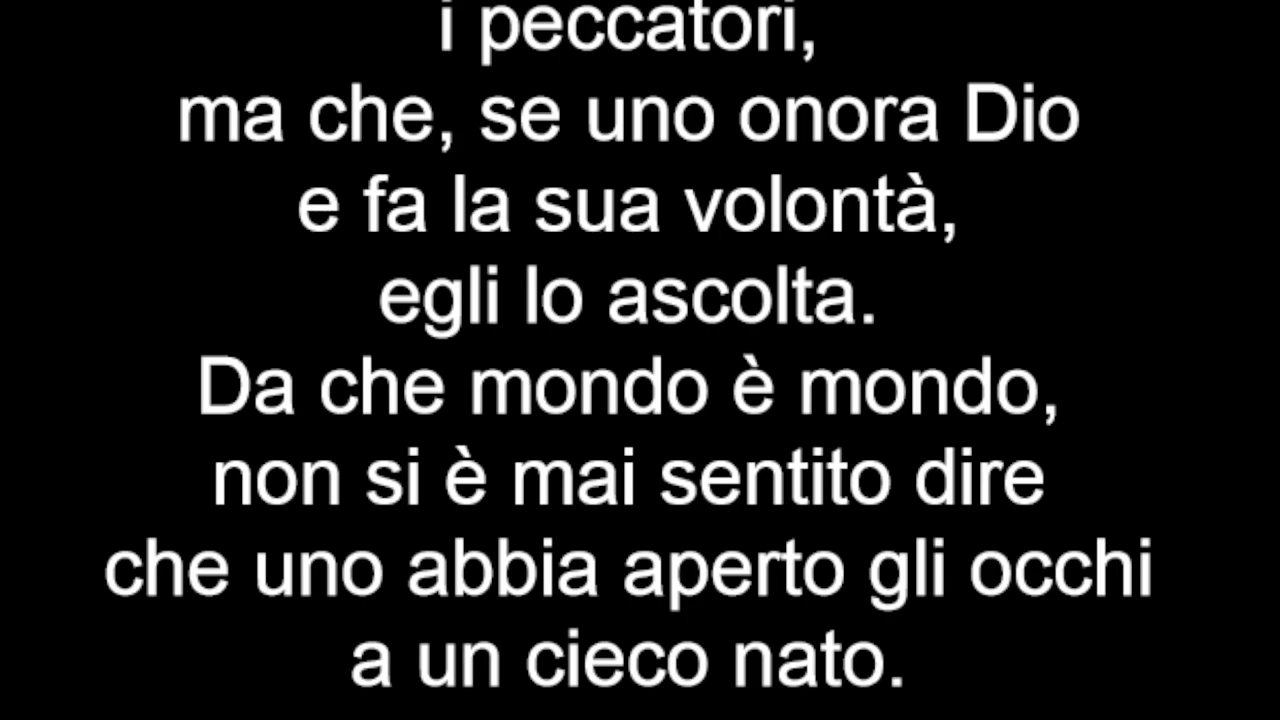 i peccatori,
ma che, se uno onora Dio
e fa la sua volontà,
egli lo ascolta.
Da che mondo è mondo,
non si è mai sentito dire
che uno abbia aperto gli occhi
a un cieco nato.